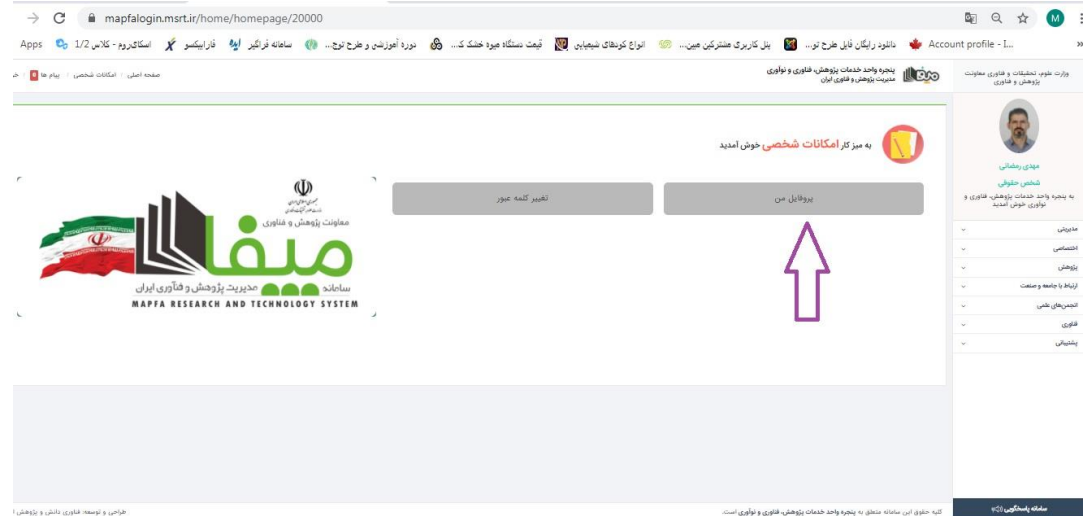 mapfalogin.msrt.ir/home/homepage/20000
M
Apps
اسکای‌روم - کلاس 1/2
فارابیکسو
سامانه فراگیر آوا
دوره آموزشی و طرح توج...
قیمت دستگاه میوه خشک ک...
انواع کودهای شیمیایی
پنل کاربری مشترکین مبین...
دانلود رایگان فایل طرح تو...
Account profile - I...
صفحه اصلی
امکانات شخصی
پیام ها
پنجره واحد خدمات پژوهش، فناوری و نوآوری
مدیریت پژوهش و فناوری ایران
وزارت علوم، تحقیقات و فناوری معاونت
پژوهش و فناوری
مهدی رمضانی
شخص حقوقی
به پنجره واحد خدمات پژوهش، فناوری و
نوآوری خوش آمدید
مدیریتی
اختصاصی
پژوهش
ارتباط با جامعه و صنعت
انجمن‌های علمی
فناوری
پشتیبانی
سامانه پاسخگویی
به میز کار امکانات شخصی خوش آمدید
پروفایل من
تغییر کلمه عبور
معاونت پژوهش و فناوری
میفا
سامانه مدیریت پژوهش و فنآوری ایران
MAPFA RESEARCH AND TECHNOLOGY SYSTEM
کلیه حقوق این سامانه متعلق به پنجره واحد خدمات پژوهش، فناوری و نوآوری است.
طراحی و توسعه: فناوری دانش و پژوهش